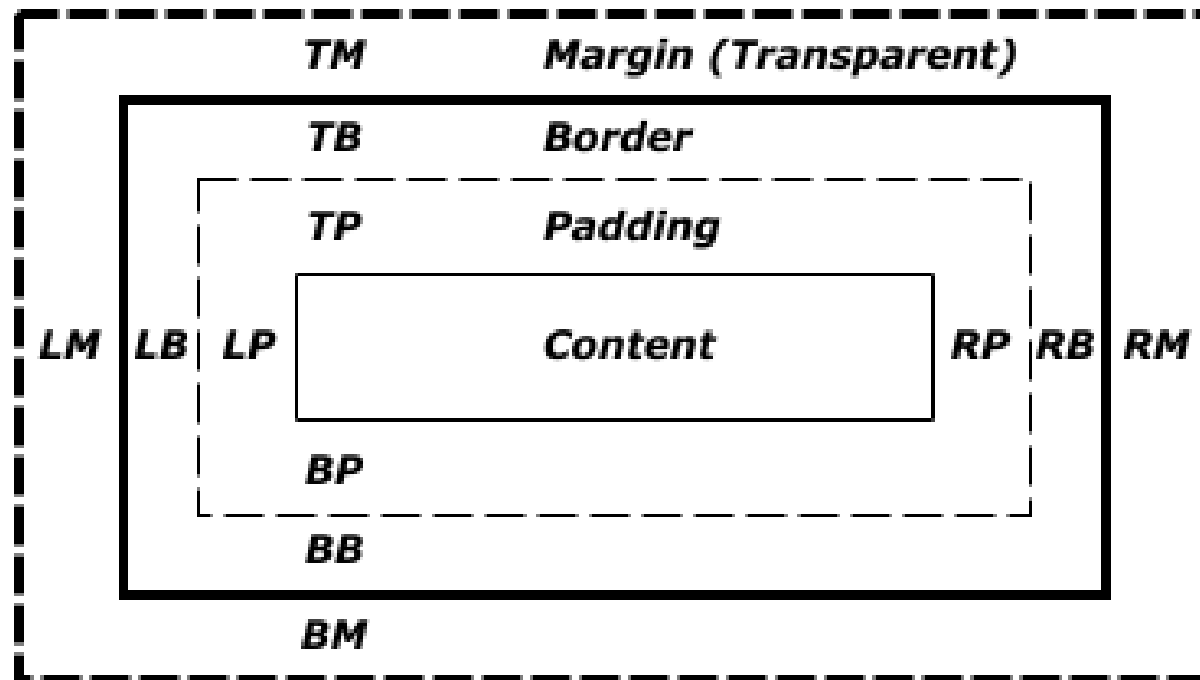 TM Margin (Transparent)
TB Border
TP Padding
LM LB LP Content RP RB RM
BP
BB
BM